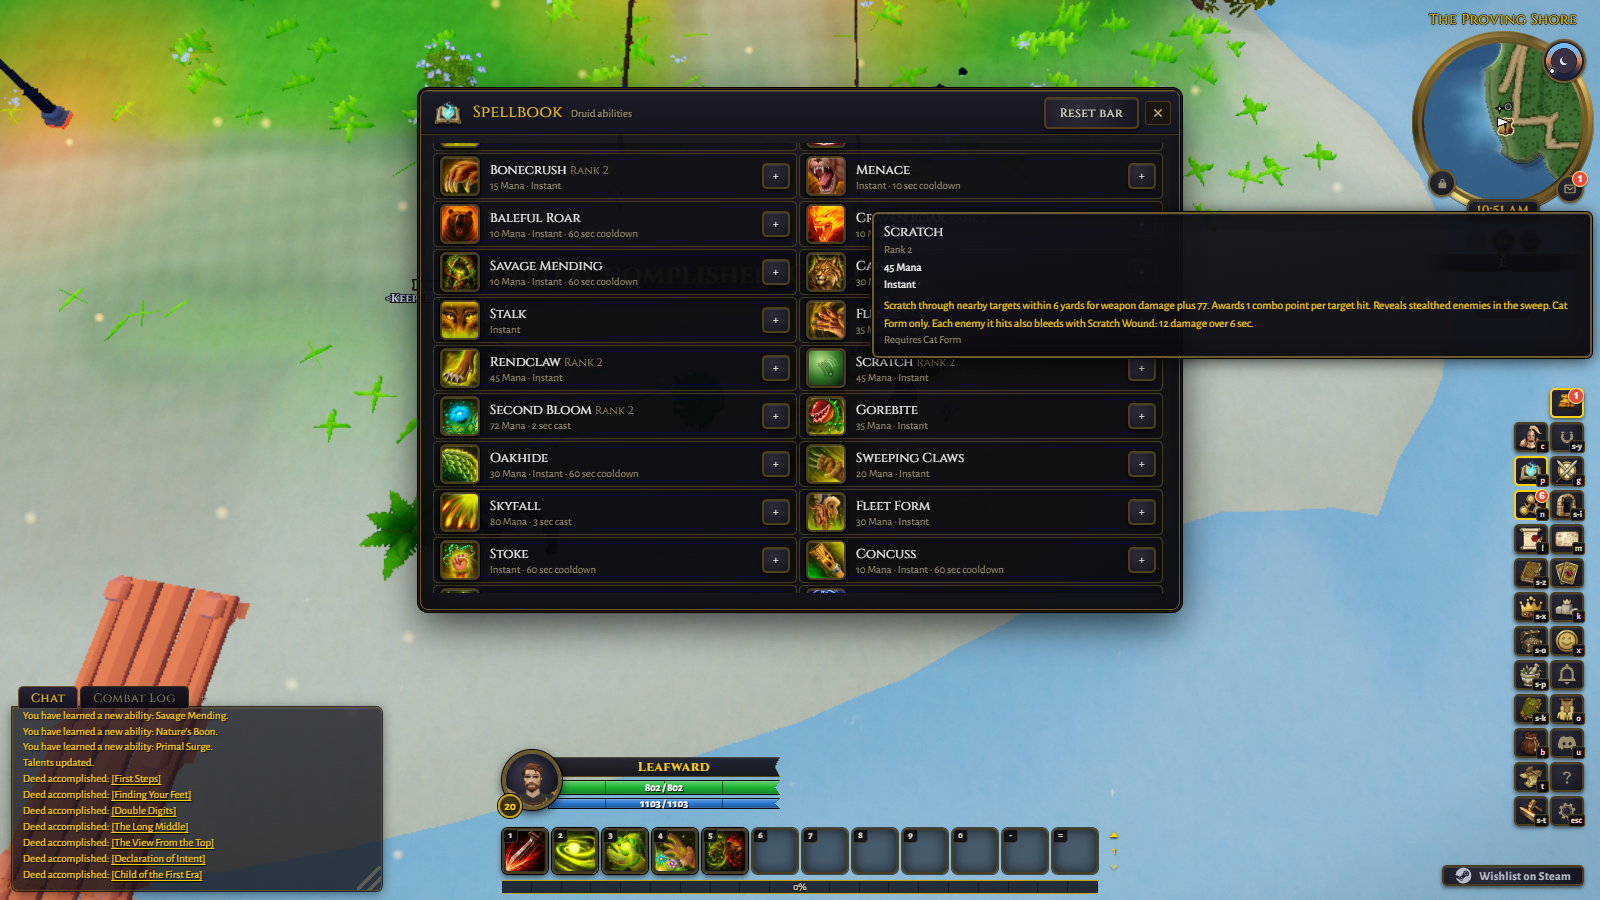 The Proving Shore
Spellbook Druid abilities
Reset Bar
Bonecrush Rank 2
15 Mana · Instant
Menace
Instant · 10 sec cooldown
Baleful Roar
10 Mana · Instant · 60 sec cooldown
Savage Mending
10 Mana · Instant · 60 sec cooldown
Stalk
Instant
Rendclaw Rank 2
45 Mana · Instant
Scratch Rank 2
45 Mana · Instant
Second Bloom Rank 2
72 Mana · 2 sec cast
Gorebite
35 Mana · Instant
Oakhide
30 Mana · Instant · 60 sec cooldown
Sweeping Claws
20 Mana · Instant
Skyfall
80 Mana · 3 sec cast
Fleet Form
30 Mana · Instant
Stoke
Instant · 60 sec cooldown
Concuss
10 Mana · Instant · 60 sec cooldown
Scratch
Rank 2
45 Mana
Instant
Scratch through nearby targets within 6 yards for weapon damage plus 77. Awards 1 combo point per target hit. Reveals stealthed enemies in the sweep. Cat
Form only. Each enemy it hits also bleeds with Scratch Wound: 12 damage over 6 sec.
Requires Cat Form
10:51 AM
1
1
c
s-y
p
g
6
n
s-i
l
m
s-z
s-x
k
s-o
x
s-p
s-k
o
b
u
t
?
s-t
esc
Chat
Combat Log
You have learned a new ability: Savage Mending.
You have learned a new ability: Nature's Boon.
You have learned a new ability: Primal Surge.
Talents updated.
Deed accomplished: [First Steps]
Deed accomplished: [Finding Your Feet]
Deed accomplished: [Double Digits]
Deed accomplished: [The Long Middle]
Deed accomplished: [The View From the Top]
Deed accomplished: [Declaration of Intent]
Deed accomplished: [Child of the First Era]
Leafward
802 / 802
1103 / 1103
20
1 2 3 4 5 6 7 8 9 0 - =
1
0%
Wishlist on Steam